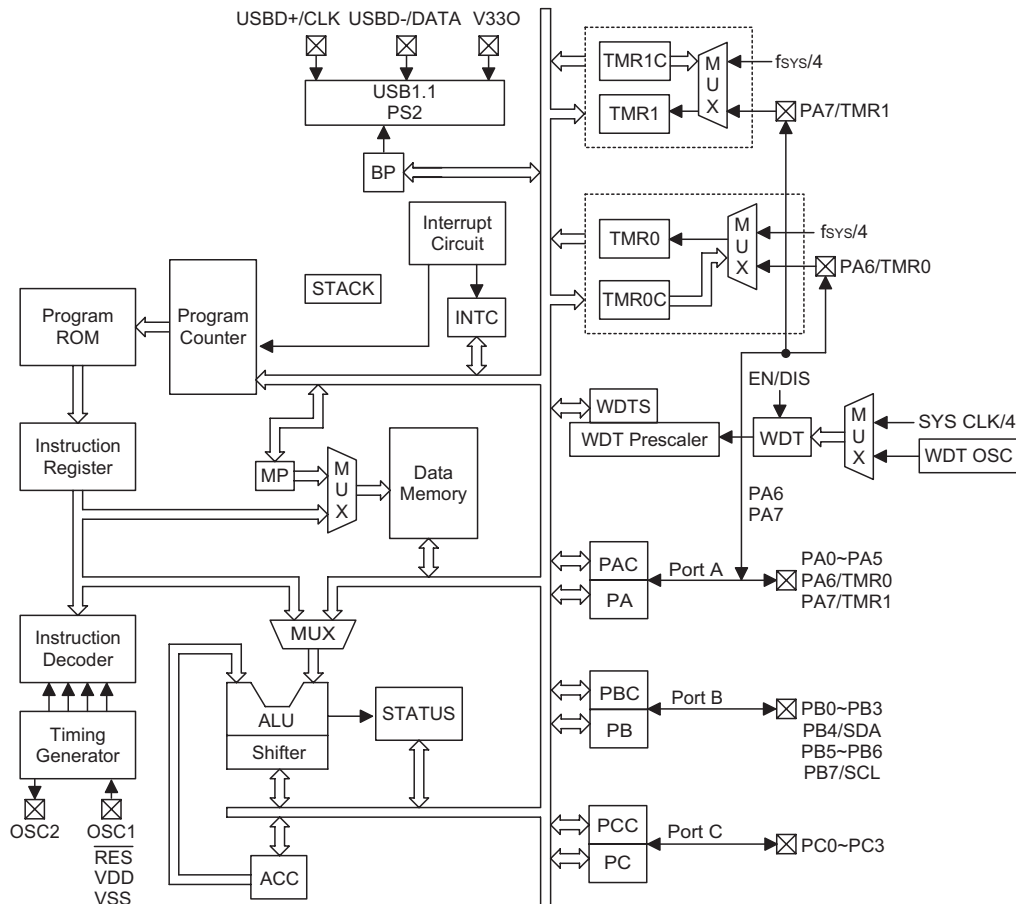 USBD+/CLK USBD-/DATA V33O
USB1.1
PS2
BP
Interrupt
Circuit
STACK
INTC
Program
ROM
Program
Counter
Instruction
Register
MP
MUX
Data
Memory
MUX
Instruction
Decoder
ALU
Shifter
STATUS
Timing
Generator
OSC2
OSC1
RES
VDD
VSS
ACC
TMR1C
TMR1
MUX
fSYS/4
PA7/TMR1
TMR0
TMR0C
MUX
fSYS/4
PA6/TMR0
EN/DIS
WDTS
WDT Prescaler
WDT
MUX
SYS CLK/4
WDT OSC
PA6
PA7
PAC
PA
Port A
PA0~PA5
PA6/TMR0
PA7/TMR1
PBC
PB
Port B
PB0~PB3
PB4/SDA
PB5~PB6
PB7/SCL
PCC
PC
Port C
PC0~PC3